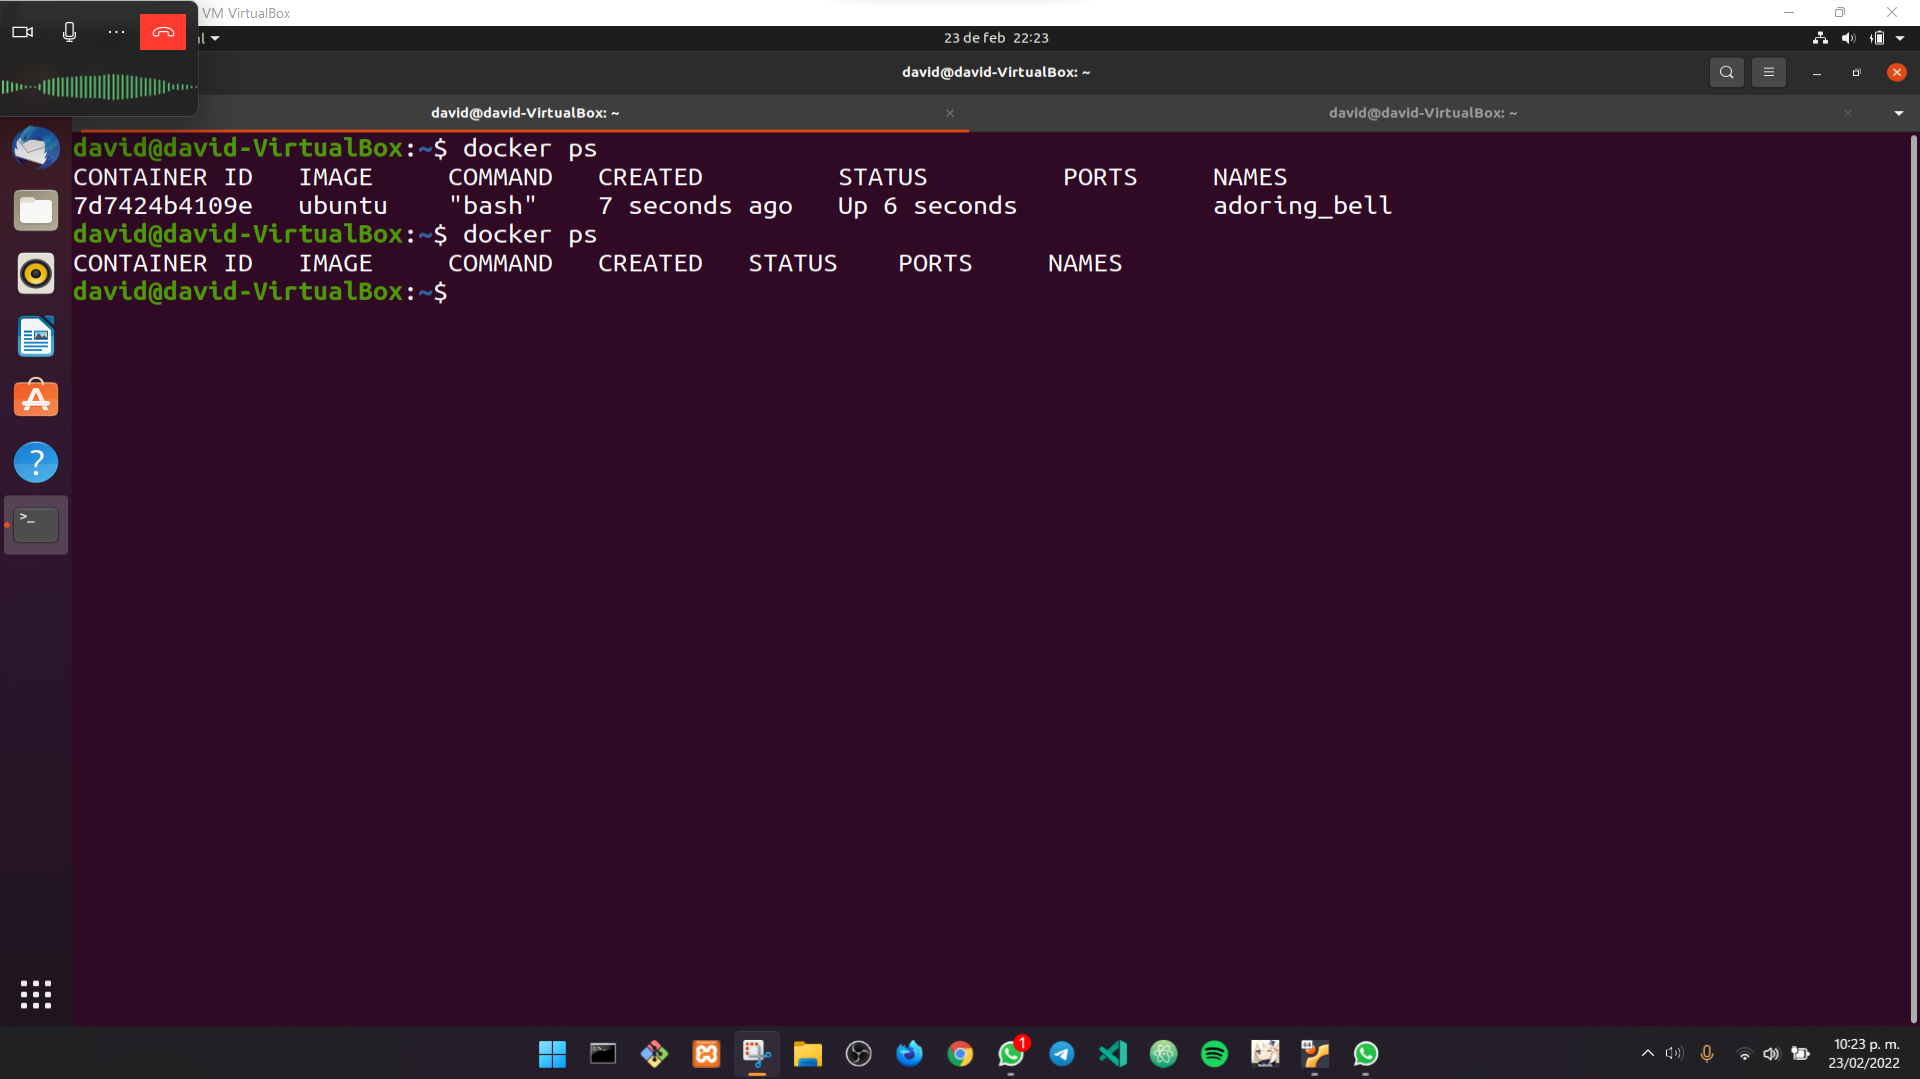 VM VirtualBox
al
23 de feb 22:23
david@david-VirtualBox: ~
david@david-VirtualBox: ~
david@david-VirtualBox: ~
david@david-VirtualBox:~$ docker ps
CONTAINER ID   IMAGE     COMMAND   CREATED         STATUS         PORTS     NAMES
7d7424b4109e   ubuntu    "bash"    7 seconds ago   Up 6 seconds             adoring_bell
david@david-VirtualBox:~$ docker ps
CONTAINER ID   IMAGE     COMMAND   CREATED   STATUS    PORTS     NAMES
david@david-VirtualBox:~$
1
64
10:23 p. m.
23/02/2022